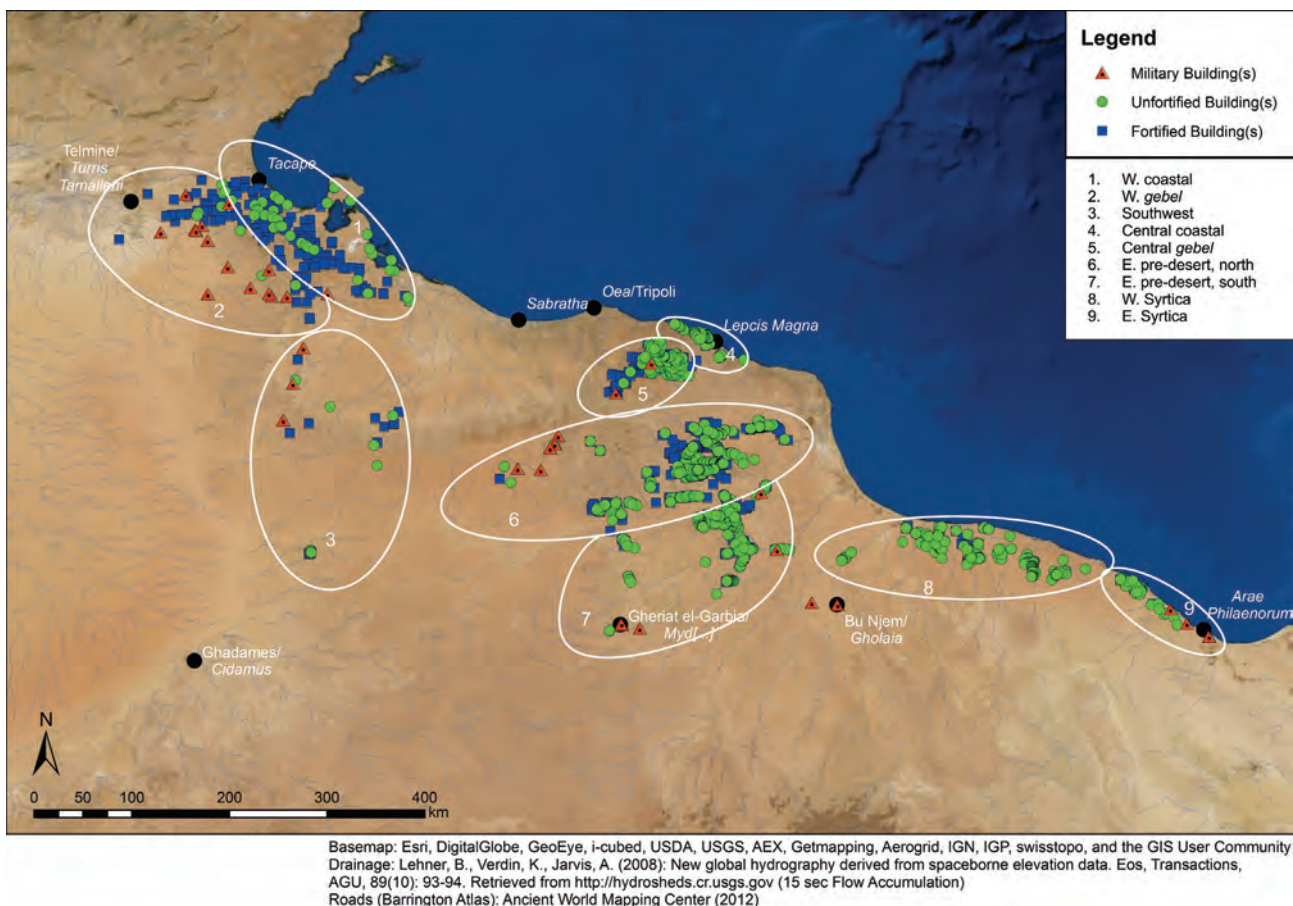 Legend
Military Building(s)
Unfortified Building(s)
Fortified Building(s)
1. W. coastal
2. W. gebel
3. Southwest
4. Central coastal
5. Central gebel
6. E. pre-desert, north
7. E. pre-desert, south
8. W. Syrtica
9. E. Syrtica
Telmine/
Turris
Tamalleni
Tacape
1
2
Sabratha
Oea/Tripoli
Lepcis Magna
4
5
3
6
7
Gheriat el-Garbia/
Myd[...]
8
Bu Njem/
Gholaia
9
Arae
Philaenorum
Ghadames/
Cidamus
N
0 50 100 200 300 400
km
Basemap: Esri, DigitalGlobe, GeoEye, i-cubed, USDA, USGS, AEX, Getmapping, Aerogrid, IGN, IGP, swisstopo, and the GIS User Community
Drainage: Lehner, B., Verdin, K., Jarvis, A. (2008): New global hydrography derived from spaceborne elevation data. Eos, Transactions,
AGU, 89(10): 93-94. Retrieved from http://hydrosheds.cr.usgs.gov (15 sec Flow Accumulation)
Roads (Barrington Atlas): Ancient World Mapping Center (2012)